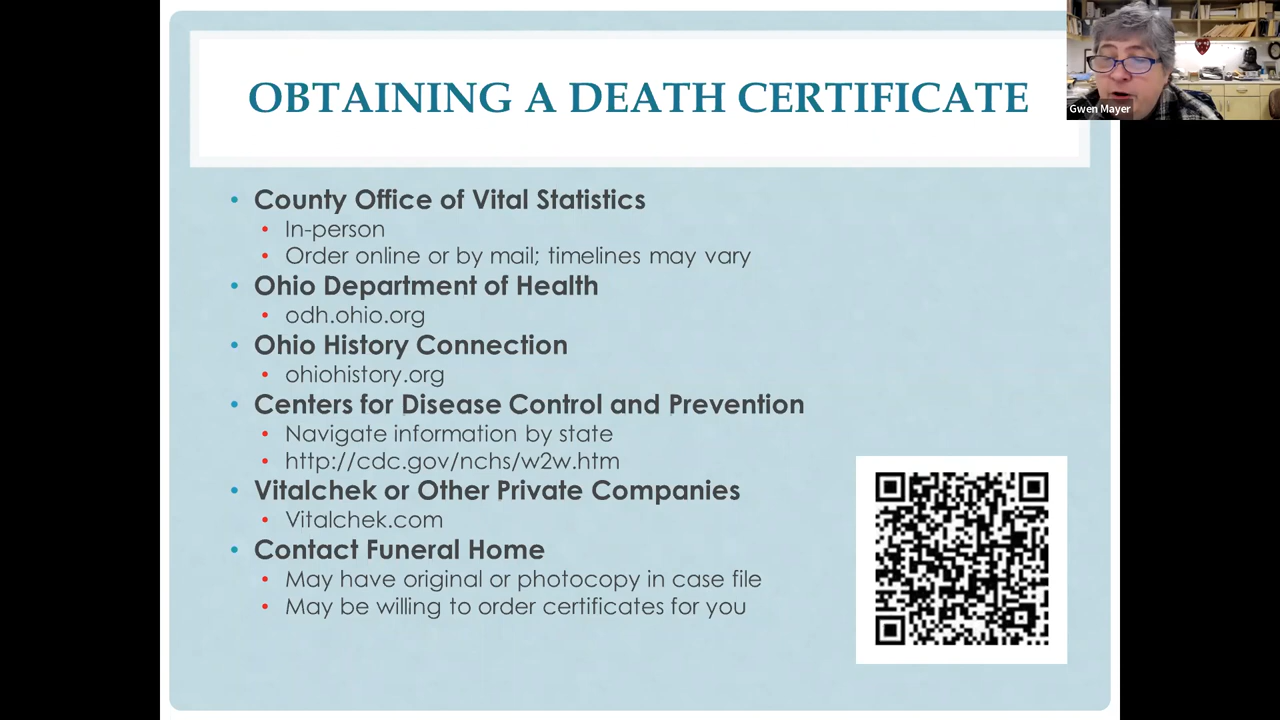 OBTAINING A DEATH CERTIFICATE
Gwen Mayer
• County Office of Vital Statistics
• In-person
• Order online or by mail; timelines may vary
• Ohio Department of Health
• odh.ohio.org
• Ohio History Connection
• ohiohistory.org
• Centers for Disease Control and Prevention
• Navigate information by state
• http://cdc.gov/nchs/w2w.htm
• Vitalchek or Other Private Companies
• Vitalchek.com
• Contact Funeral Home
• May have original or photocopy in case file
• May be willing to order certificates for you